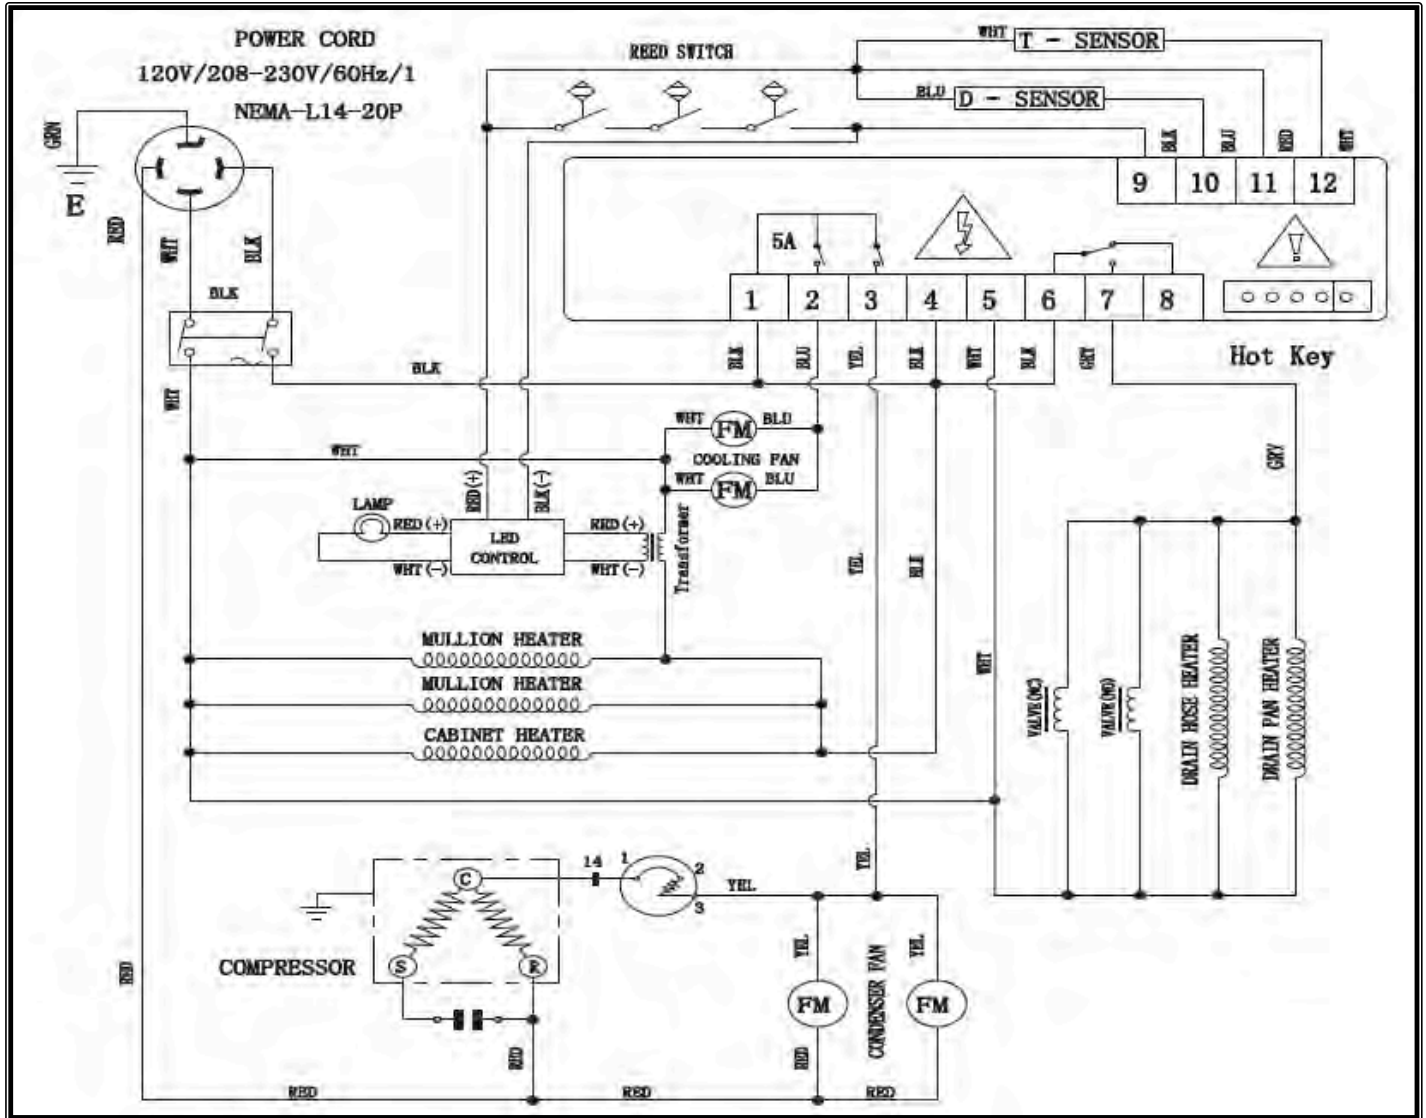 POWER CORD
120V/208-230V/60Hz/1
NEMA-L14-20P
REED SWITCH
WHT
T - SENSOR
BLU
D - SENSOR
GRN
E
BLK
BLU
RED
WHT
9
10
11
12
RED
WHT
BLK
5A
BLK
1
2
3
4
5
6
7
8
Hot Key
BLK
BLU
YEL
BLK
WHT
BLK
GRY
BLK
WHT
WHT
FM
BLU
COOLING FAN
WHT
FM
BLU
WHT
GRY
LAMP
RED(+)
BLK(-)
RED(+)
LED
CONTROL
RED(+)
WHT(-)
WHT(-)
Transformer
YEL
BLK
MULLION HEATER
MULLION HEATER
CABINET HEATER
WHT
VALVE(NC)
VALVE(NO)
DRAIN HOSE HEATER
DRAIN PAN HEATER
14
1
2
3
YEL
YEL
C
S
R
COMPRESSOR
RED
YEL
YEL
FM
CONDENSER FAN
FM
RED
RED
RED
RED
RED